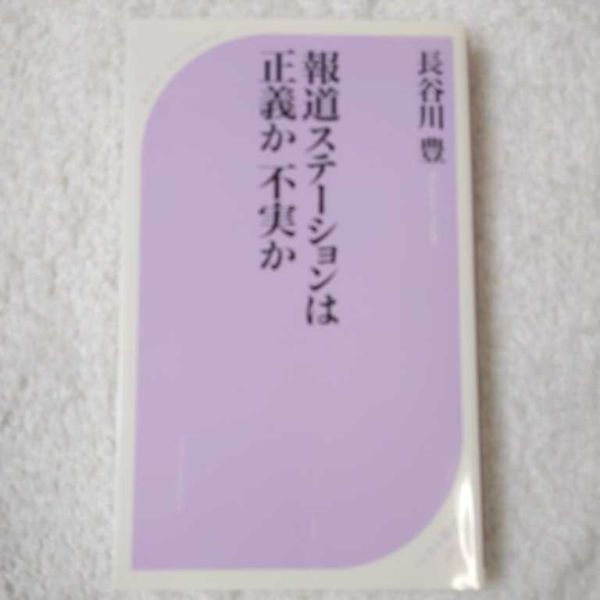 長谷川 豊
報道ステーションは
正義か 不実か